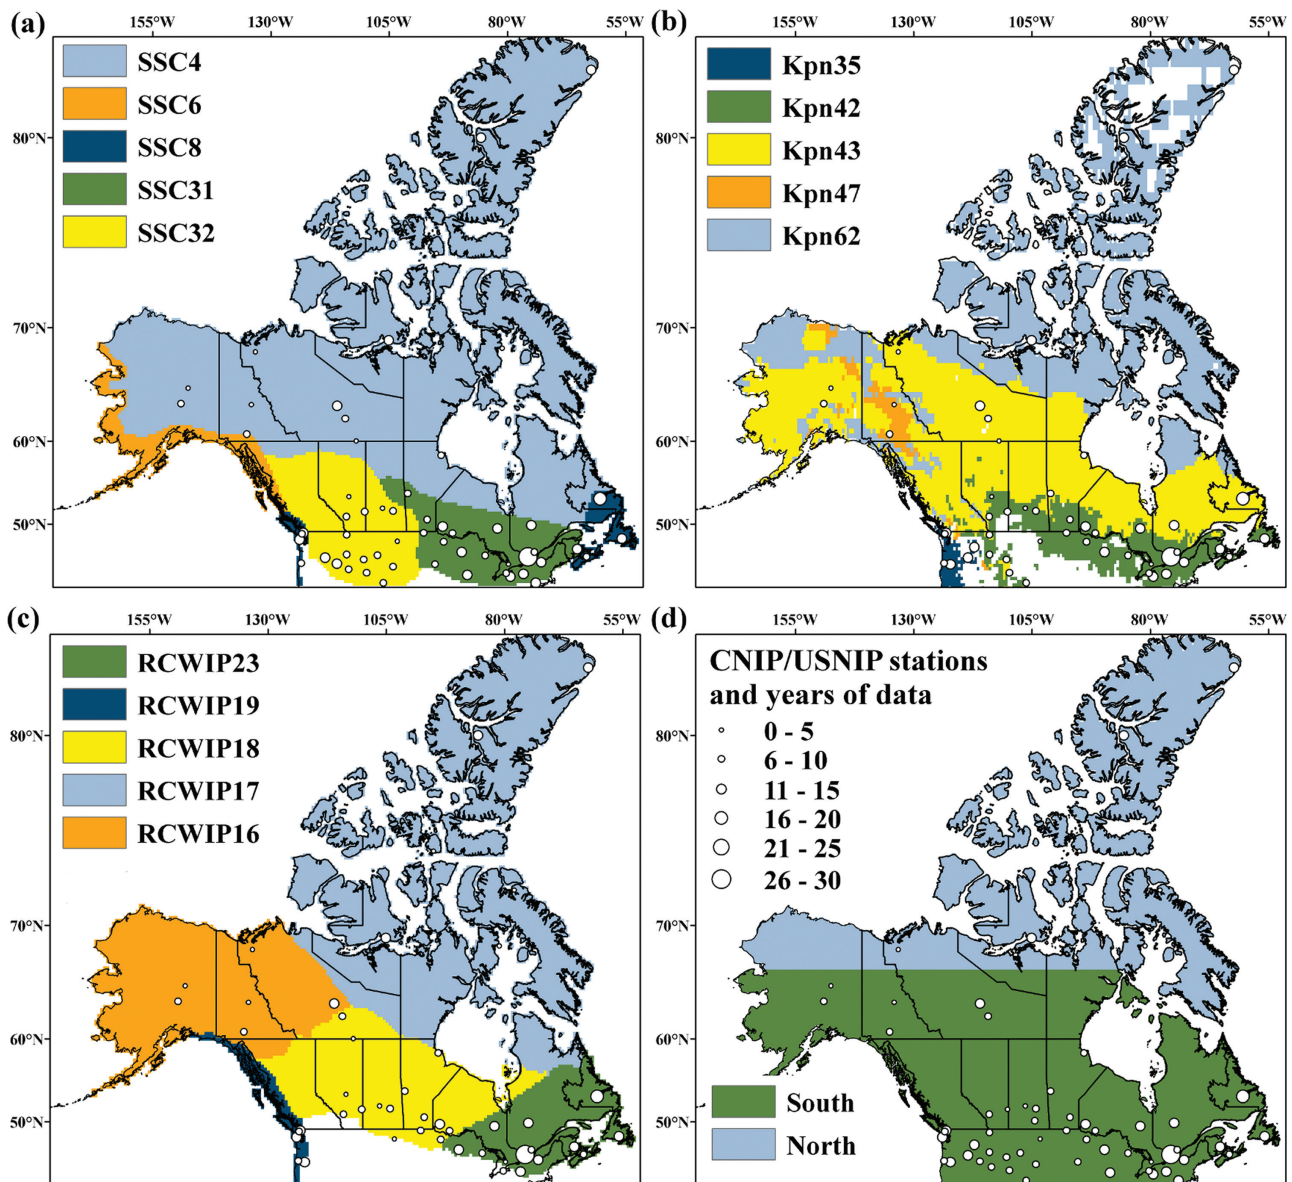 (a)
155°W 130°W 105°W 80°W 55°W
SSC4
SSC6
SSC8
SSC31
SSC32
80°N
70°N
60°N
50°N
(b)
155°W 130°W 105°W 80°W 55°W
Kpn35
Kpn42
Kpn43
Kpn47
Kpn62
80°N
70°N
60°N
50°N
(c)
155°W 130°W 105°W 80°W 55°W
RCWIP23
RCWIP19
RCWIP18
RCWIP17
RCWIP16
80°N
70°N
60°N
50°N
(d)
155°W 130°W 105°W 80°W 55°W
CNIP/USNIP stations
and years of data
0 - 5
6 - 10
11 - 15
16 - 20
21 - 25
26 - 30
80°N
70°N
60°N
50°N
South
North